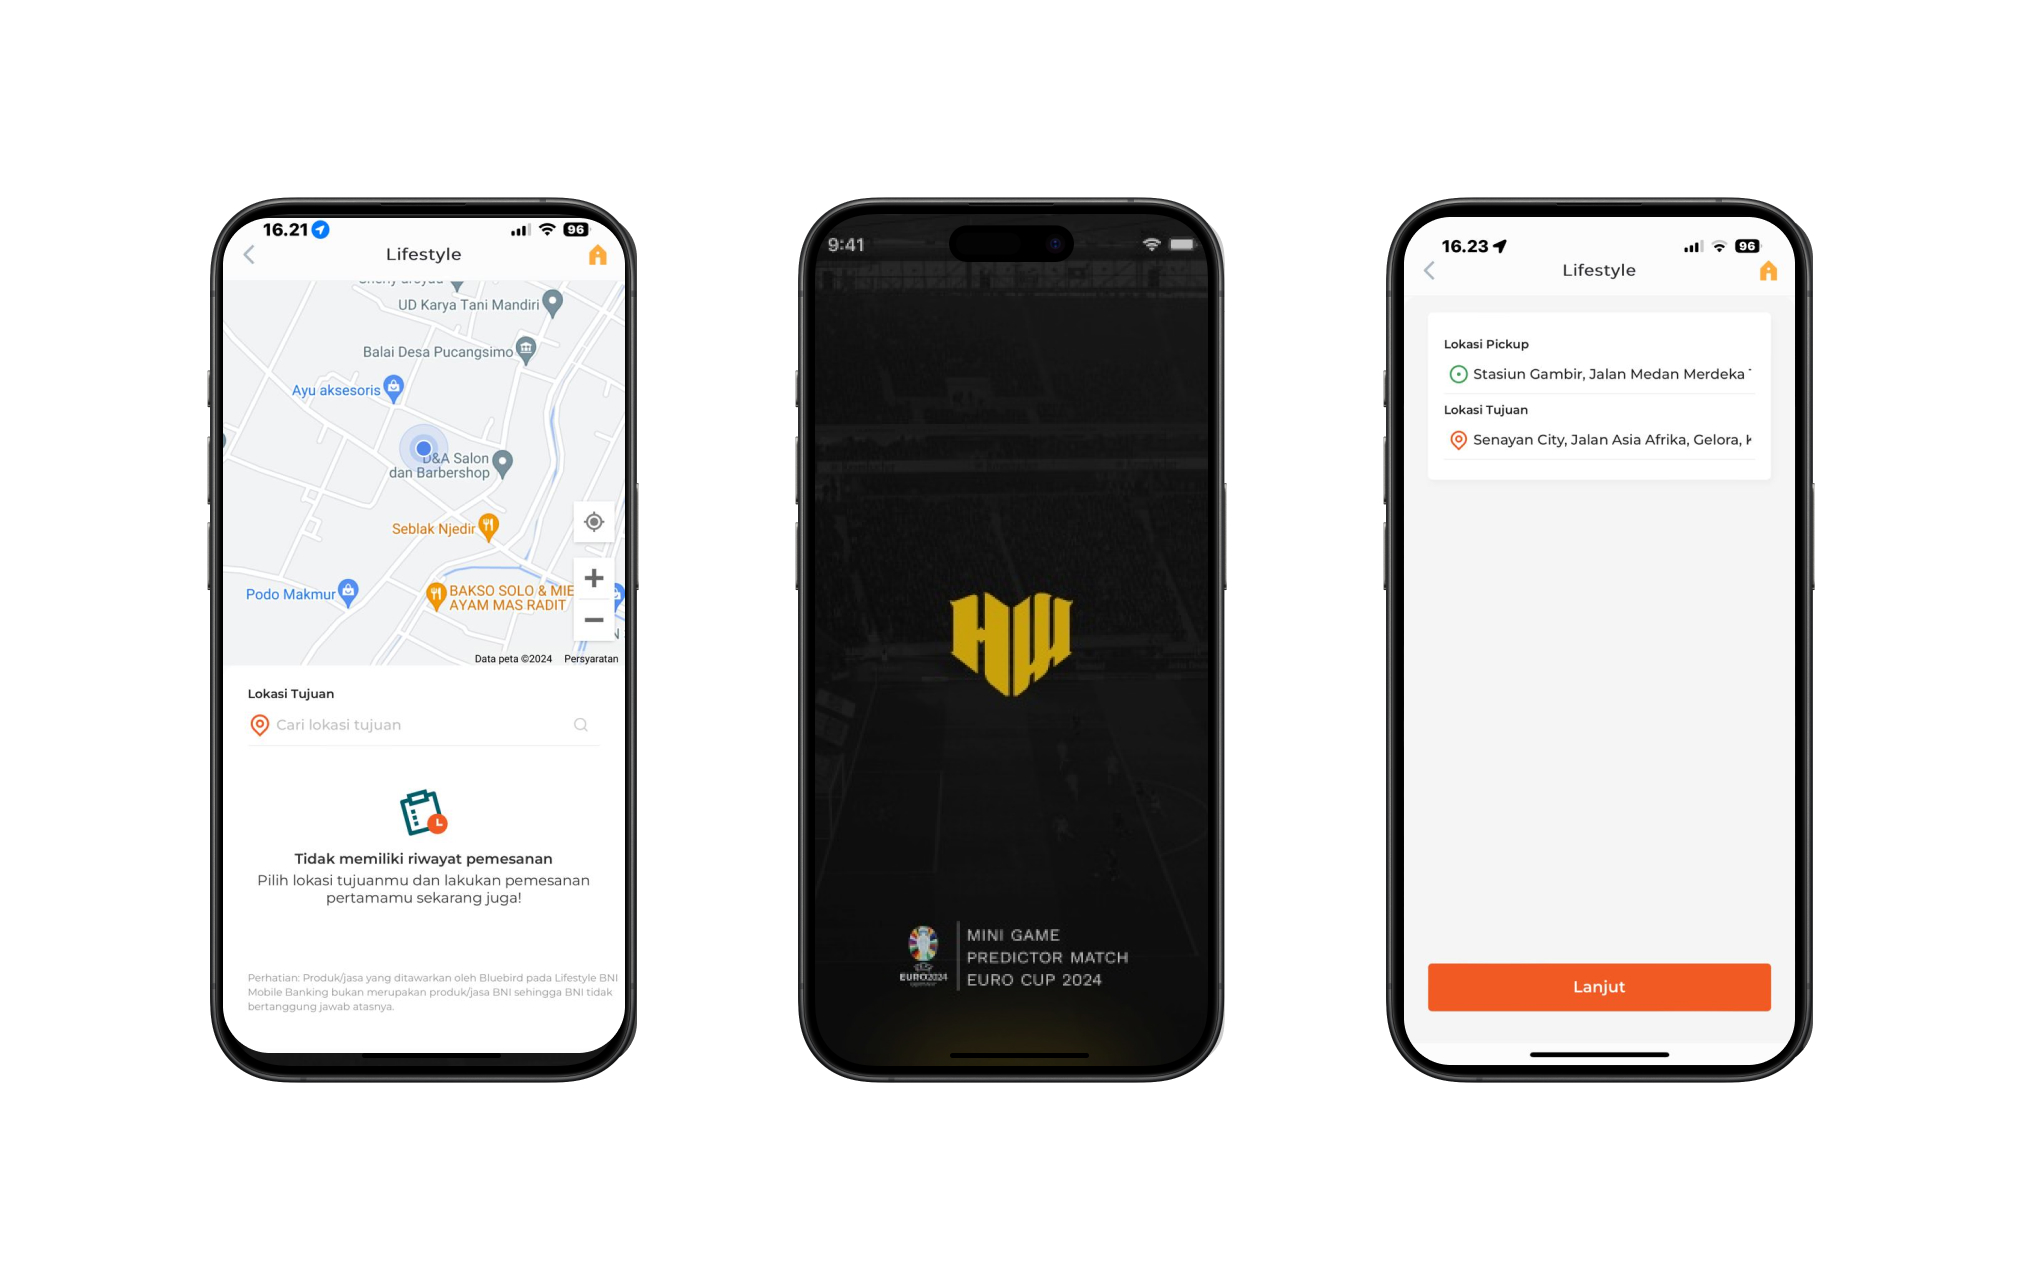 16.21
96
Lifestyle
UD Karya Tani Mandiri
Balai Desa Pucangsimo
Ayu aksesoris
D&A Salon
dan Barbershop
Seblak Njedir
Podo Makmur
BAKSO SOLO & MIE
AYAM MAS RADIT
Data peta ©2024 Persyaratan
Lokasi Tujuan
Cari lokasi tujuan
Tidak memiliki riwayat pemesanan
Pilih lokasi tujuanmu dan lakukan pemesanan
pertamamu sekarang juga!
Perhatian: Produk/jasa yang ditawarkan oleh Bluebird pada Lifestyle BNI
Mobile Banking bukan merupakan produk/jasa BNI sehingga BNI tidak
bertanggung jawab atasnya.
9:41
HW
EURO2024
MINI GAME
PREDICTOR MATCH
EURO CUP 2024
16.23
96
Lifestyle
Lokasi Pickup
Stasiun Gambir, Jalan Medan Merdeka
Lokasi Tujuan
Senayan City, Jalan Asia Afrika, Gelora,
Lanjut